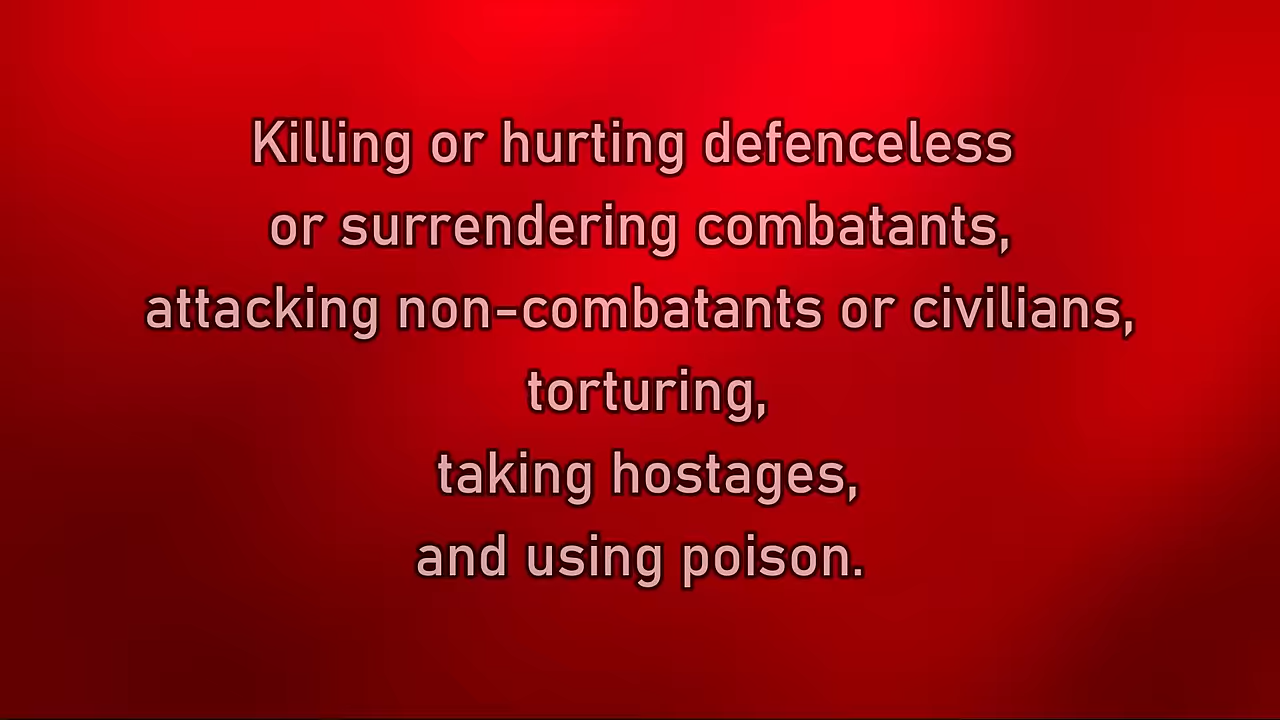 Killing or hurting defenceless
or surrendering combatants,
attacking non-combatants or civilians,
torturing,
taking hostages,
and using poison.